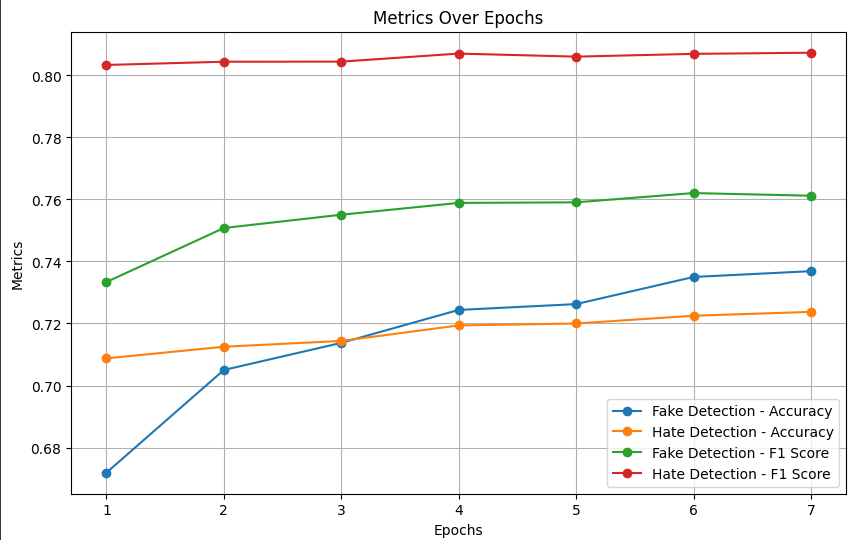 Metrics Over Epochs
0.80
0.78
0.76
0.74
0.72
0.70
0.68
Metrics
1 2 3 4 5 6 7
Epochs
Fake Detection - Accuracy
Hate Detection - Accuracy
Fake Detection - F1 Score
Hate Detection - F1 Score